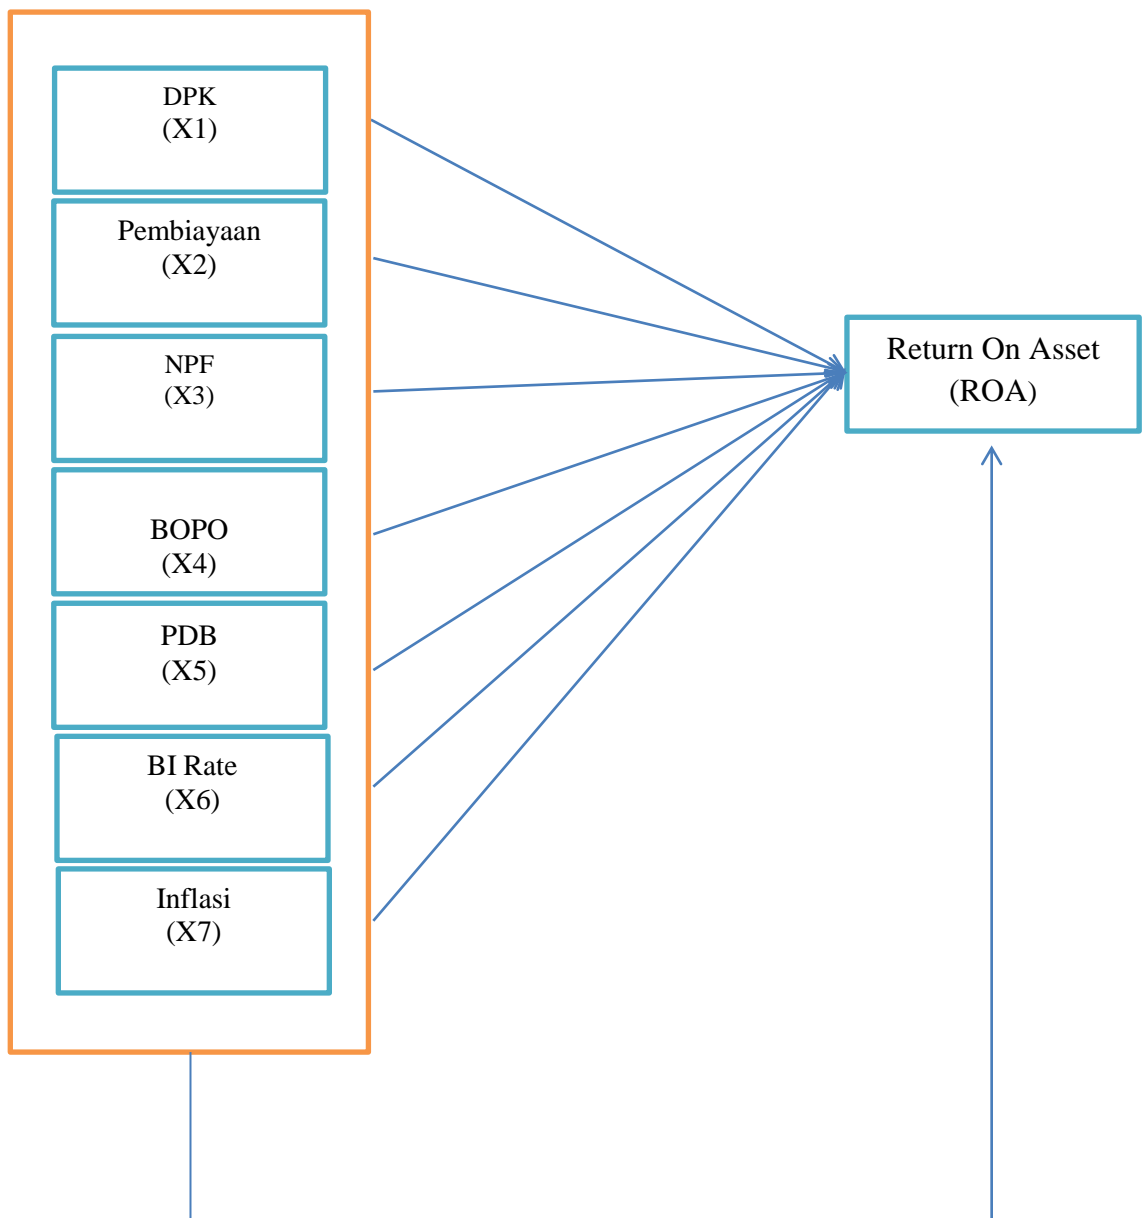 DPK
(X1)
Pembiayaan
(X2)
NPF
(X3)
BOPO
(X4)
PDB
(X5)
BI Rate
(X6)
Inflasi
(X7)
Return On Asset
(ROA)